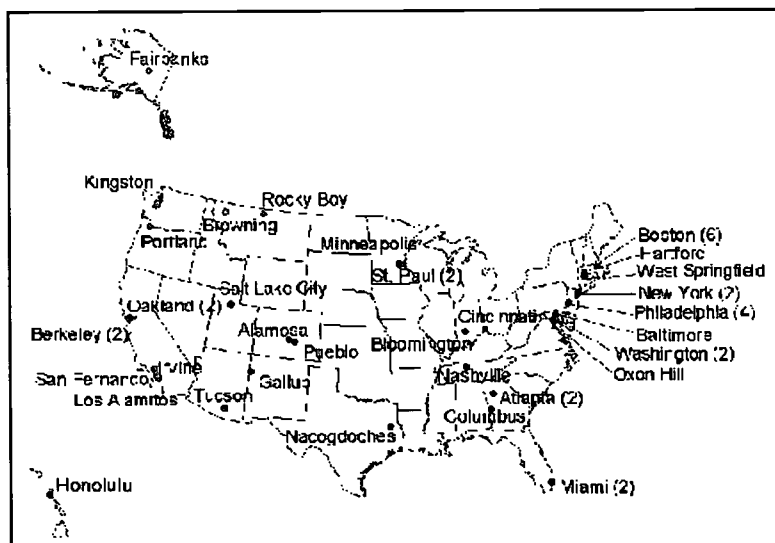 Fairbanks
Kingston
Rocky Boy
Browning
Portland
Minneapolis
St. Paul (2)
Boston (6)
Hartford
West Springfield
New York (2)
Philadelphia (4)
Baltimore
Washington (2)
Oxon Hill
Salt Lake City
Oakland (2)
Berkeley (2)
Cincinnati
Alamosa
Pueblo
Bloomington
Irvine
San Fernando
Los Alamitos
Gallup
Tucson
Nashville
Atlanta (2)
Columbus
Nacogdoches
Honolulu
Miami (2)